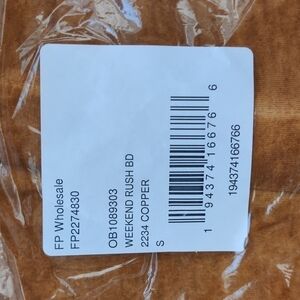 FP Wholesale
FP2274830
OB1089303
WEEKEND RUSH BD
2234 COPPER
S
1 94374 16676 6
194374166766